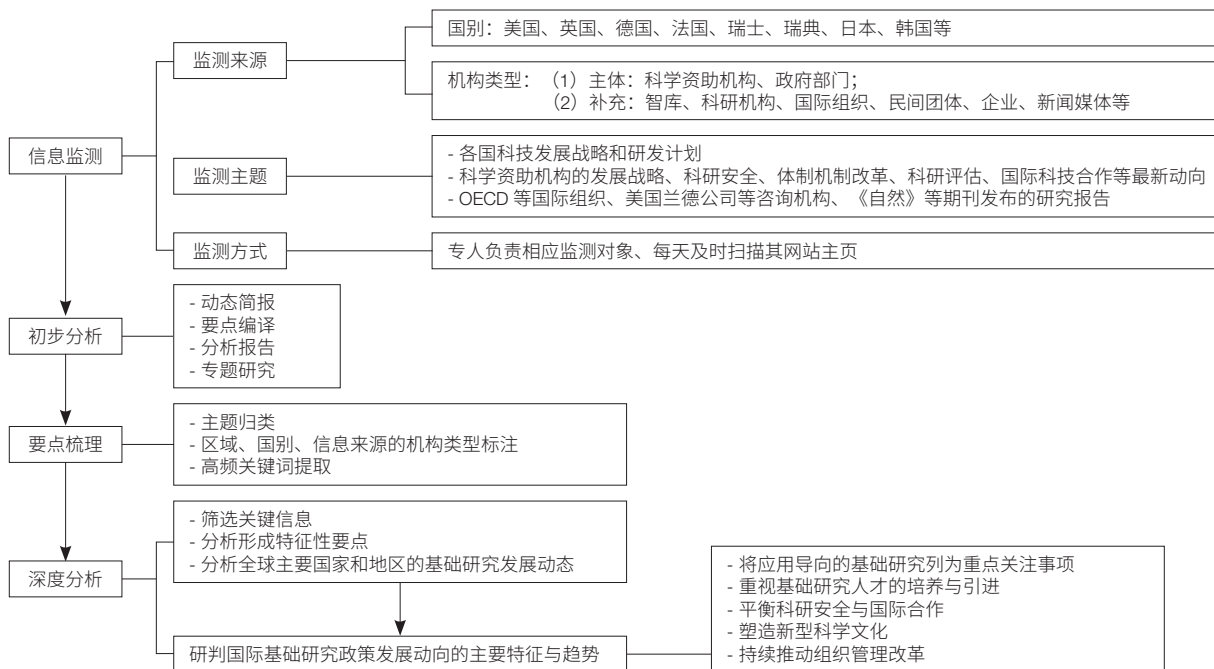 国别：美国、英国、德国、法国、瑞士、瑞典、日本、韩国等
监测来源
机构类型：（1）主体：科学资助机构、政府部门；
（2）补充：智库、科研机构、国际组织、民间团体、企业、新闻媒体等
信息监测
监测主题
- 各国科技发展战略和研发计划
- 科学资助机构的发展战略、科研安全、体制机制改革、科研评估、国际科技合作等最新动向
- OECD 等国际组织、美国兰德公司等咨询机构、《自然》等期刊发布的研究报告
监测方式
专人负责相应监测对象、每天及时扫描其网站主页
初步分析
- 动态简报
- 要点编译
- 分析报告
- 专题研究
要点梳理
- 主题归类
- 区域、国别、信息来源的机构类型标注
- 高频关键词提取
深度分析
- 筛选关键信息
- 分析形成特征性要点
- 分析全球主要国家和地区的基础研究发展动态
研判国际基础研究政策发展动向的主要特征与趋势
- 将应用导向的基础研究列为重点关注事项
- 重视基础研究人才的培养与引进
- 平衡科研安全与国际合作
- 塑造新型科学文化
- 持续推动组织管理改革